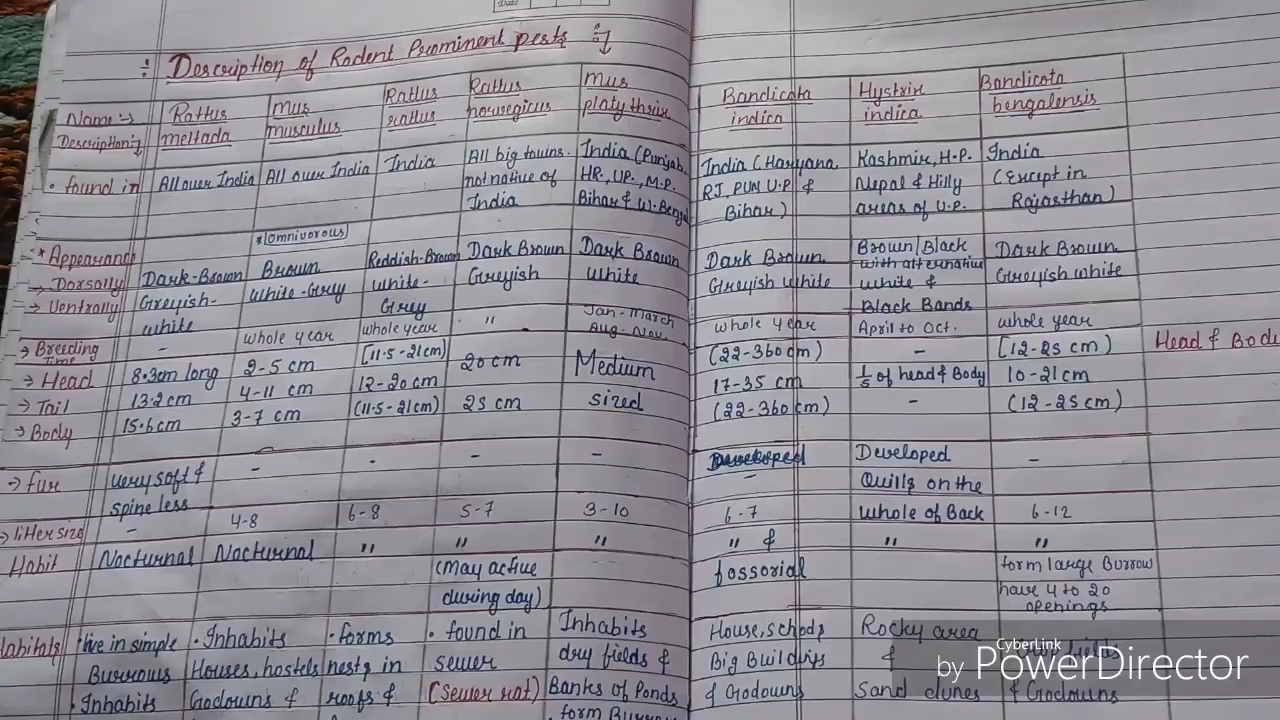 Date
Description of Rodent Prominent pests :-
Name :→ Rattus meltada Mus musculus Rattus rattus Rattus norwegicus Mus platythrix Bandicota indica Hystrix indica Bandicota bengalensis
Description:
• found in All over India All over India India All big towns. not native of India India (Punjab, HR., UP., M.P. Bihar & W. Bengal India (Haryana RJ, PUN U.P & Bihar) Kashmir, H.P. Nepal & Hilly areas of U.P. India (Except in Rajasthan)
*Omnivorous
* Appearance
→ Dorsally Dark-Brown Brown Reddish-Brown Dark Brown Dark Brown Dark Brown Brown/Black with alternative white & Black Bands Dark Brown
→ Ventrally Greyish-white White-Grey white-Grey Greyish White Greyish white Greyish white
→ Breeding time - whole year whole year " Jan-March Aug-Nov. whole year April to Oct. whole year
→ Head 8.3cm long 2-5 cm [11.5-21cm) 20 cm Medium sized (22-360 cm) - [12-25 cm) Head & Body
→ Tail 13.2 cm 4-11 cm 12-20 cm 17-35 cm 1/5 of head & Body 10-21cm
→ Body 15.6 cm 3-7 cm (11.5-21cm) 25 cm (22-360 cm) - (12-25 cm)
→ fur very soft & spine less - - - - Developed - Developed Quills on the whole of Back -
→ litter size - 4-8 6-8 5-7 3-10 6-7 6-12
Habit Nocturnal Nocturnal " " (May active during day) " " & fossorial " " form large Burrow have 4 to 20 openings
Habitats • live in simple Burrows • Inhabits • Inhabits Houses, hostels Godowns & • forms nests in roofs & • found in sewer (Sewer rat) Inhabits dry fields & Banks of Ponds. form Burrow House, schools Big Buildings & Godowns Rocky area & Sand dunes fields & Godowns
CyberLink
by PowerDirector